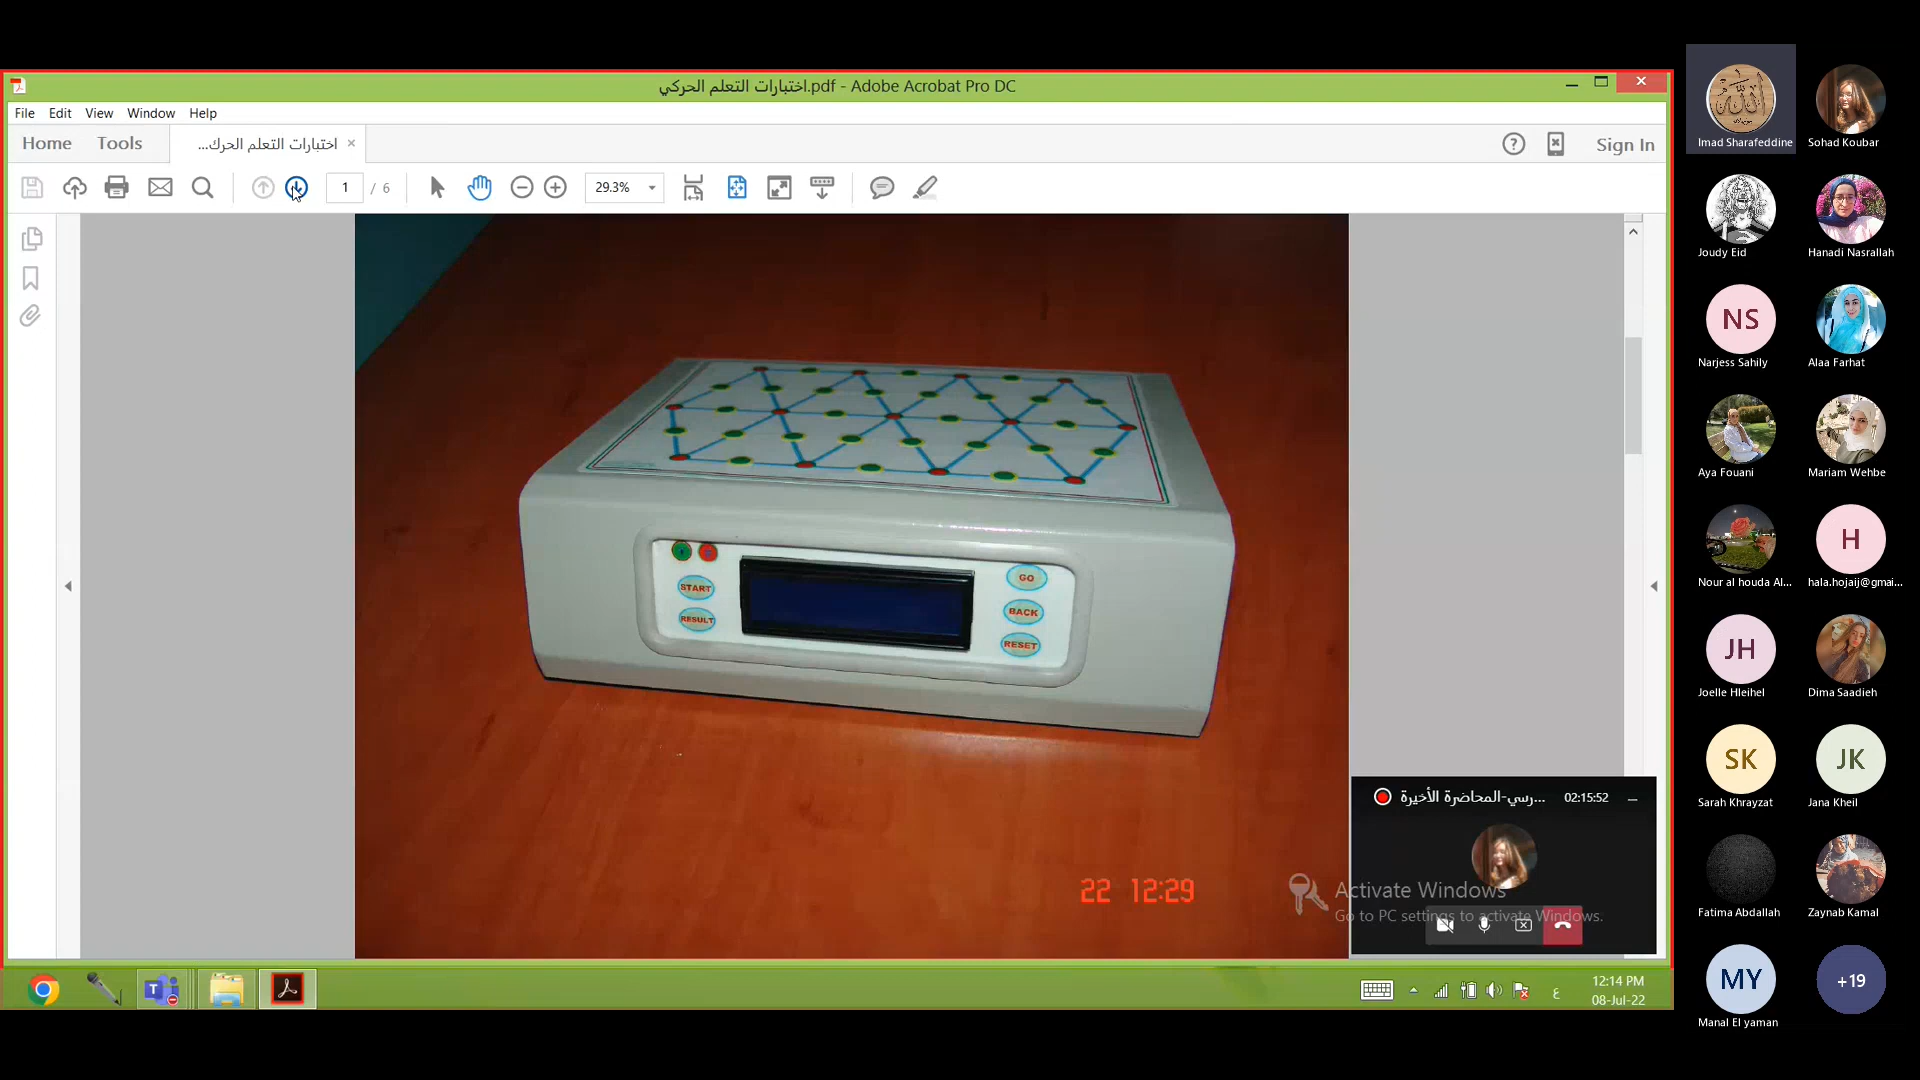 اختبارات التعلم الحركي.pdf - Adobe Acrobat Pro DC
File Edit View Window Help
Home Tools اختبارات التعلم الحرك... × Sign In
1 / 6 29.3%
START
RESULT
GO
BACK
RESET
22 12:29
رسي-المحاضرة الأخيرة... 02:15:52
Activate Windows
Go to PC settings to activate Windows.
ع
12:14 PM
08-Jul-22
Imad Sharafeddine
Sohad Koubar
Joudy Eid
Hanadi Nasrallah
NS
Narjess Sahily
Alaa Farhat
Aya Fouani
Mariam Wehbe
Nour al houda Al...
H
hala.hojaij@gmai...
JH
Joelle Hleihel
Dima Saadieh
SK
Sarah Khrayzat
JK
Jana Kheil
Fatima Abdallah
Zaynab Kamal
MY
Manal El yaman
+19